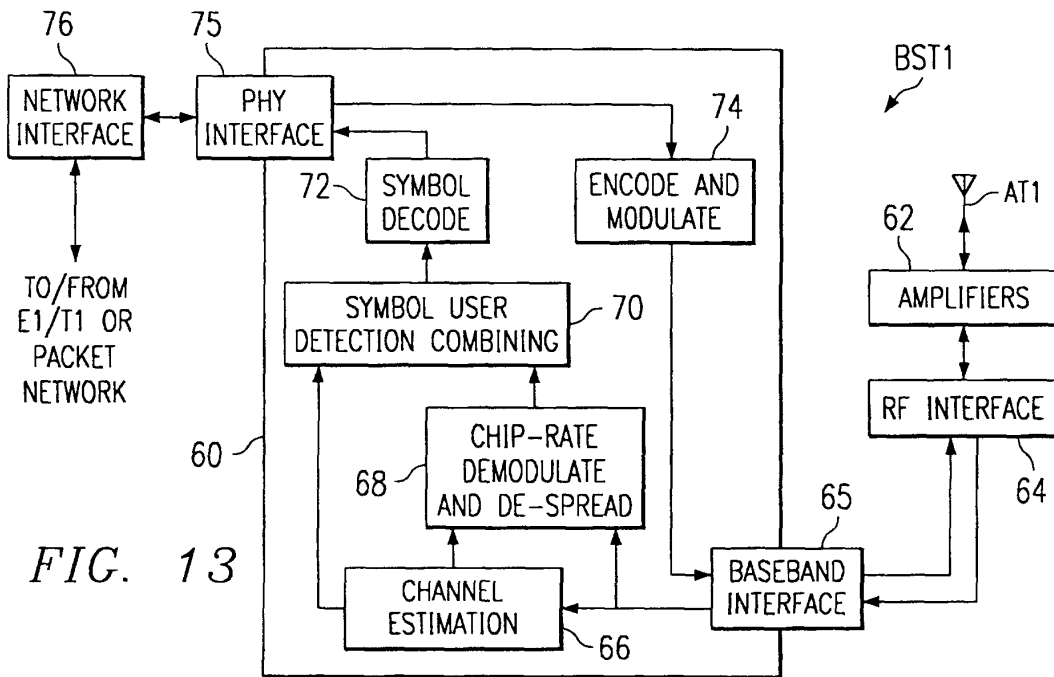 76
75
BST1
NETWORK
INTERFACE
PHY
INTERFACE
74
72
SYMBOL
DECODE
ENCODE AND
MODULATE
AT1
62
TO/FROM
E1/T1 OR
PACKET
NETWORK
SYMBOL USER
DETECTION COMBINING
70
AMPLIFIERS
RF INTERFACE
60
68
CHIP-RATE
DEMODULATE
AND DE-SPREAD
64
65
FIG. 13
CHANNEL
ESTIMATION
66
BASEBAND
INTERFACE